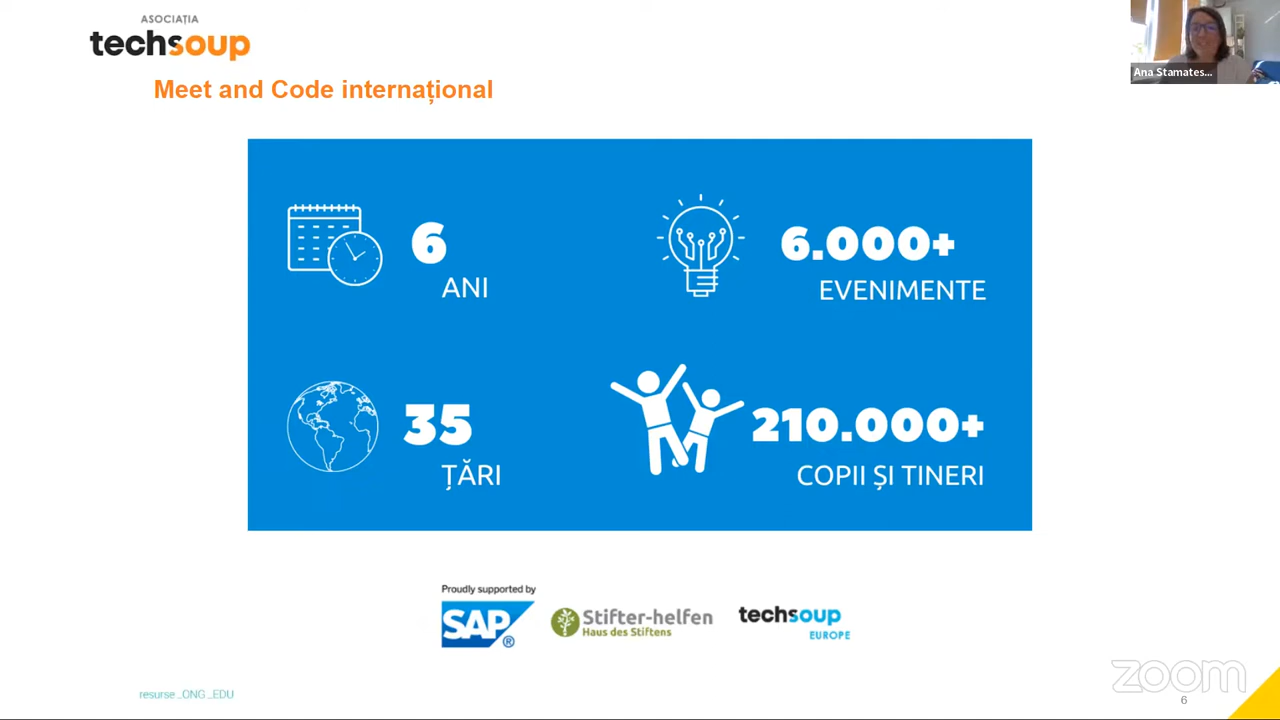 ASOCIAȚIA
techsoup
Meet and Code internațional
Ana Stamates...
6
ANI
6.000+
EVENIMENTE
35
ȚĂRI
210.000+
COPII ȘI TINERI
Proudly supported by
SAP®
Stifter-helfen
Haus des Stiftens
techsoup
EUROPE
resurse_ONG_EDU
zoom
6